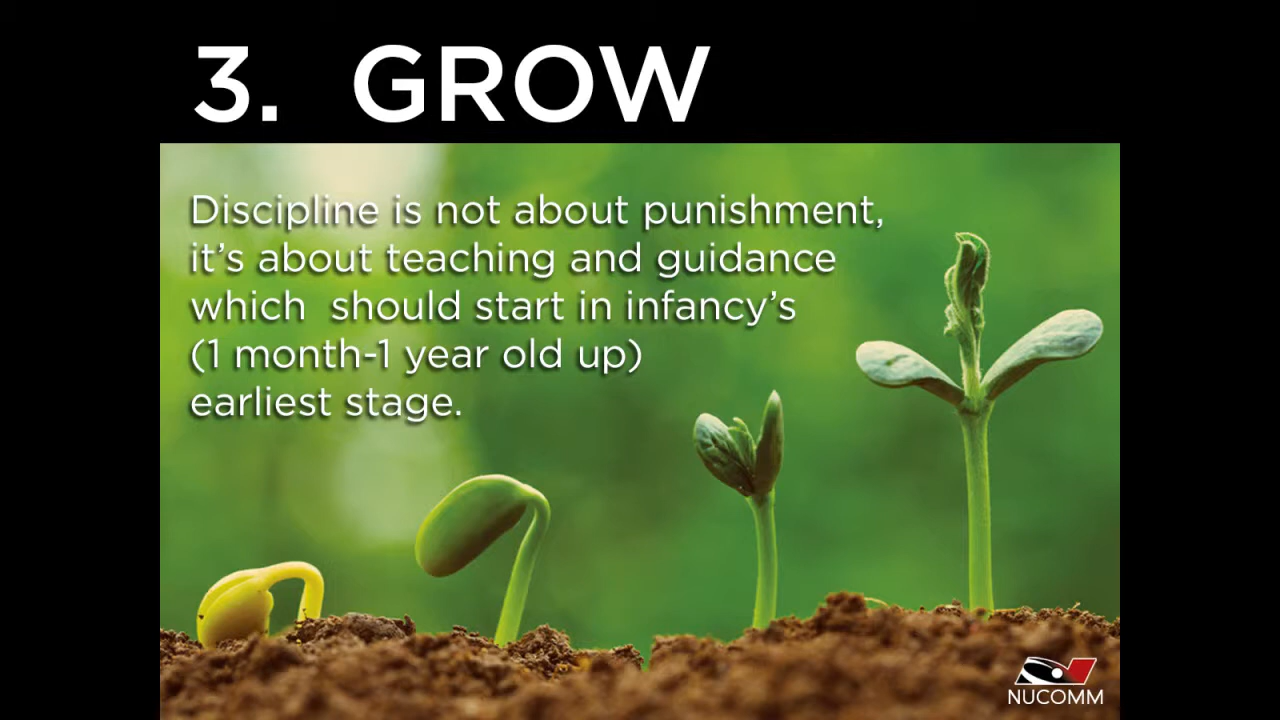 3. GROW
Discipline is not about punishment,
it's about teaching and guidance
which should start in infancy's
(1 month-1 year old up)
earliest stage.
NUCOMM